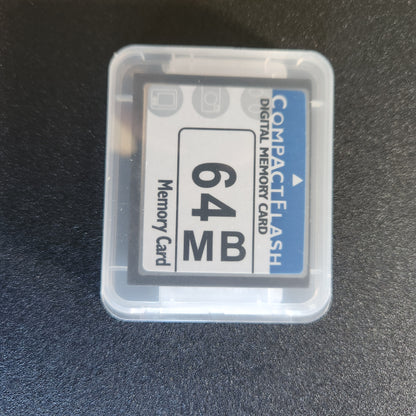 COMPACTFLASH
DIGITAL MEMORY CARD
64
MB
Memory Card